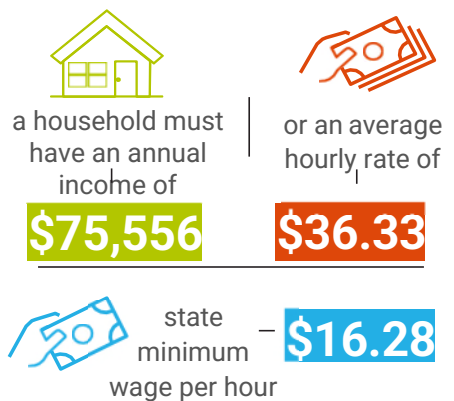 a household must
have an annual
income of
$75,556
or an average
hourly rate of
$36.33
state
minimum
wage per hour
– $16.28